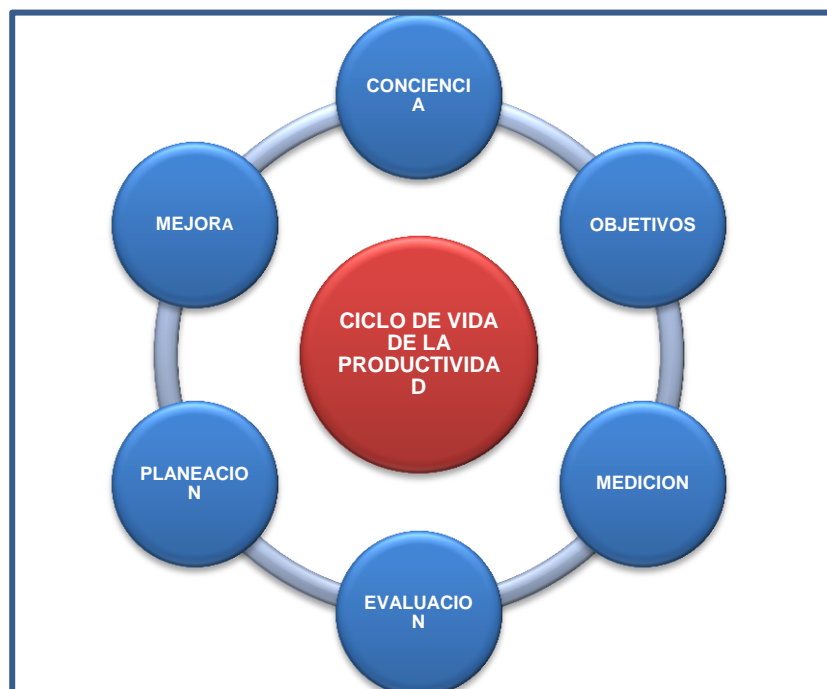 CONCIENCI
A
OBJETIVOS
MEDICION
EVALUACIO
N
PLANEACIO
N
MEJORA
CICLO DE VIDA
DE LA
PRODUCTIVIDA
D